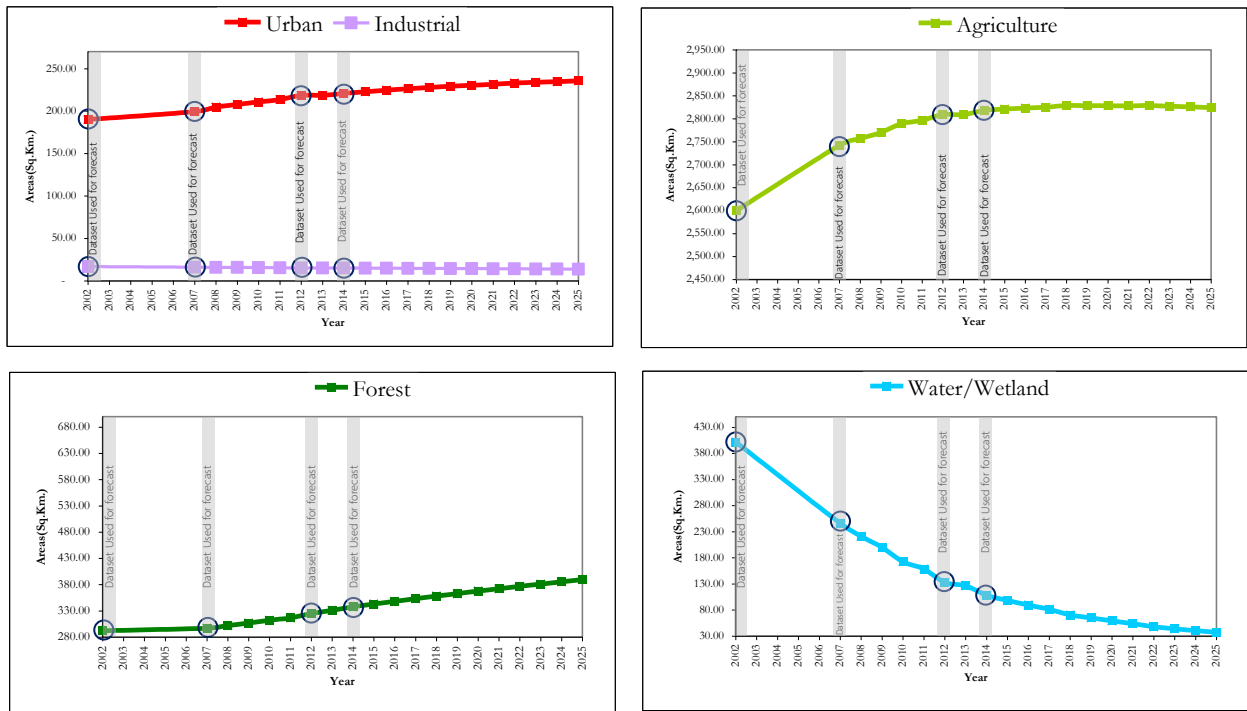 Urban Industrial
Areas(Sq.Km.)
250.00
200.00
150.00
100.00
50.00
-
Dataset Used for forecast
Dataset Used for forecast
Dataset Used for forecast
Dataset Used for forecast
2002 2003 2004 2005 2006 2007 2008 2009 2010 2011 2012 2013 2014 2015 2016 2017 2018 2019 2020 2021 2022 2023 2024 2025
Year
Agriculture
Areas(Sq.Km.)
2,950.00
2,900.00
2,850.00
2,800.00
2,750.00
2,700.00
2,650.00
2,600.00
2,550.00
2,500.00
2,450.00
Dataset Used for forecast
Dataset Used for forecast
Dataset Used for forecast
Dataset Used for forecast
2002 2003 2004 2005 2006 2007 2008 2009 2010 2011 2012 2013 2014 2015 2016 2017 2018 2019 2020 2021 2022 2023 2024 2025
Year
Forest
Areas(Sq.Km.)
680.00
630.00
580.00
530.00
480.00
430.00
380.00
330.00
280.00
Dataset Used for forecast
Dataset Used for forecast
Dataset Used for forecast
Dataset Used for forecast
2002 2003 2004 2005 2006 2007 2008 2009 2010 2011 2012 2013 2014 2015 2016 2017 2018 2019 2020 2021 2022 2023 2024 2025
Year
Water/Wetland
Areas(Sq.Km.)
430.00
380.00
330.00
280.00
230.00
180.00
130.00
80.00
30.00
Dataset Used for forecast
Dataset Used for forecast
Dataset Used for forecast
Dataset Used for forecast
2002 2003 2004 2005 2006 2007 2008 2009 2010 2011 2012 2013 2014 2015 2016 2017 2018 2019 2020 2021 2022 2023 2024 2025
Year